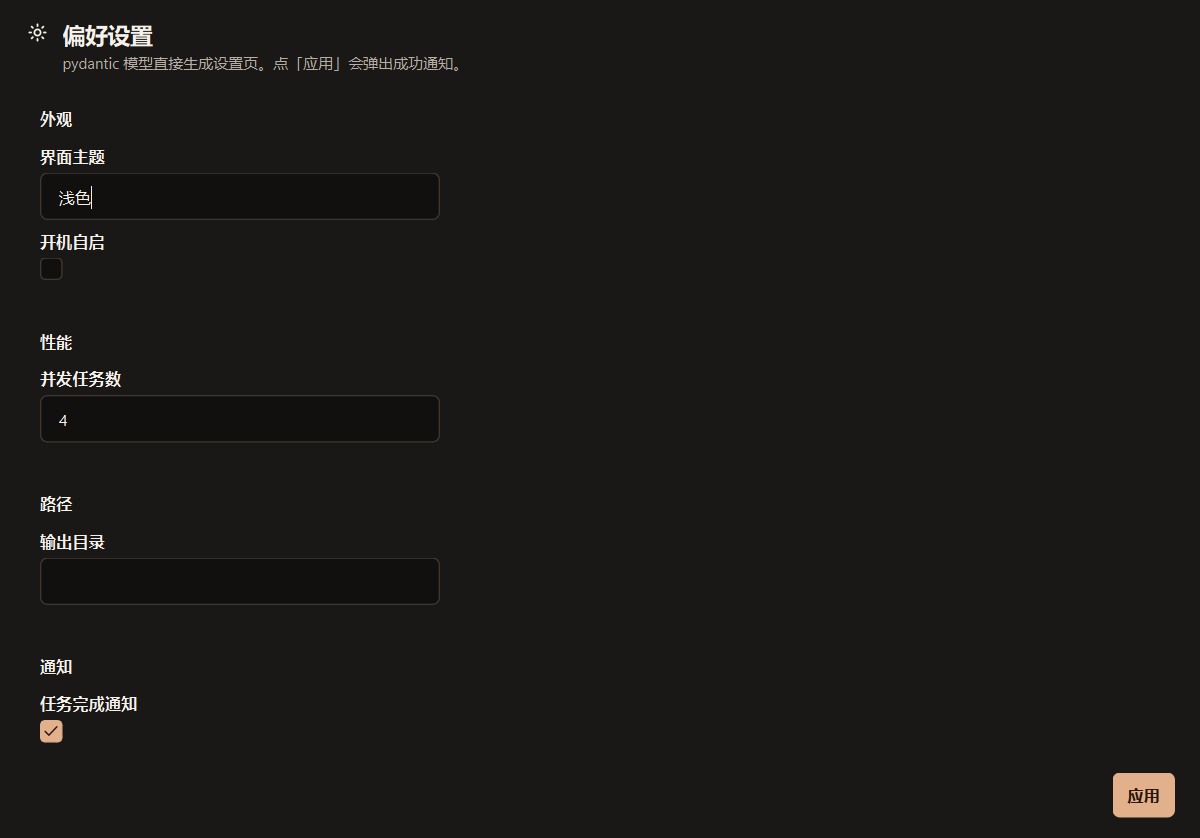 偏好设置
pydantic 模型直接生成设置页。点「应用」会弹出成功通知。
外观
界面主题
浅色
开机自启
性能
并发任务数
4
路径
输出目录
通知
任务完成通知
应用